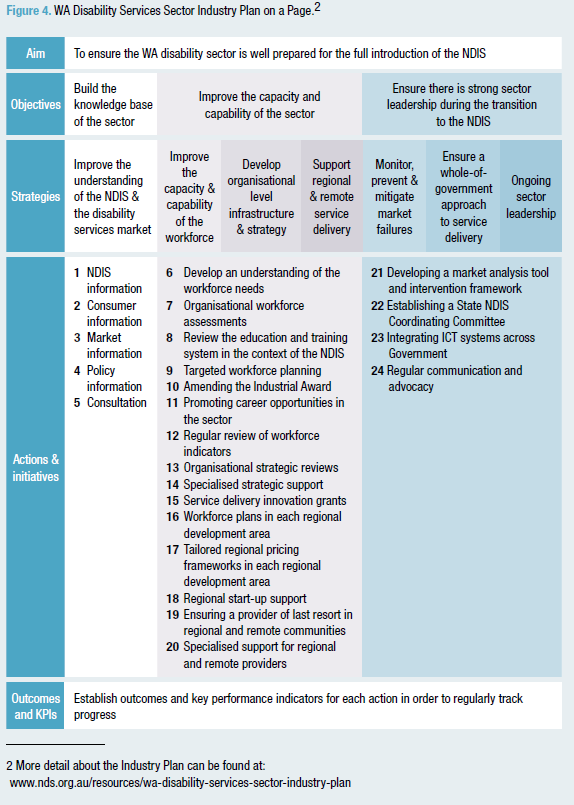 Figure 4. WA Disability Services Sector Industry Plan on a Page.2
Aim
To ensure the WA disability sector is well prepared for the full introduction of the NDIS
Objectives
Build the
knowledge base
of the sector
Improve the capacity and
capability of the sector
Ensure there is strong sector
leadership during the transition
to the NDIS
Strategies
Improve the
understanding
of the NDIS &
the disability
services market
Improve
the
capacity &
capability
of the
workforce
Develop
organisational
level
infrastructure
& strategy
Support
regional
& remote
service
delivery
Monitor,
prevent &
mitigate
market
failures
Ensure a
whole-of-
government
approach
to service
delivery
Ongoing
sector
leadership
Actions &
initiatives
1 NDIS
information
2 Consumer
information
3 Market
information
4 Policy
information
5 Consultation
6 Develop an understanding of the
workforce needs
7 Organisational workforce
assessments
8 Review the education and training
system in the context of the NDIS
9 Targeted workforce planning
10 Amending the Industrial Award
11 Promoting career opportunities in
the sector
12 Regular review of workforce
indicators
13 Organisational strategic reviews
14 Specialised strategic support
15 Service delivery innovation grants
16 Workforce plans in each regional
development area
17 Tailored regional pricing
frameworks in each regional
development area
18 Regional start-up support
19 Ensuring a provider of last resort in
regional and remote communities
20 Specialised support for regional
and remote providers
21 Developing a market analysis tool
and intervention framework
22 Establishing a State NDIS
Coordinating Committee
23 Integrating ICT systems across
Government
24 Regular communication and
advocacy
Outcomes
and KPIs
Establish outcomes and key performance indicators for each action in order to regularly track
progress
2 More detail about the Industry Plan can be found at:
www.nds.org.au/resources/wa-disability-services-sector-industry-plan